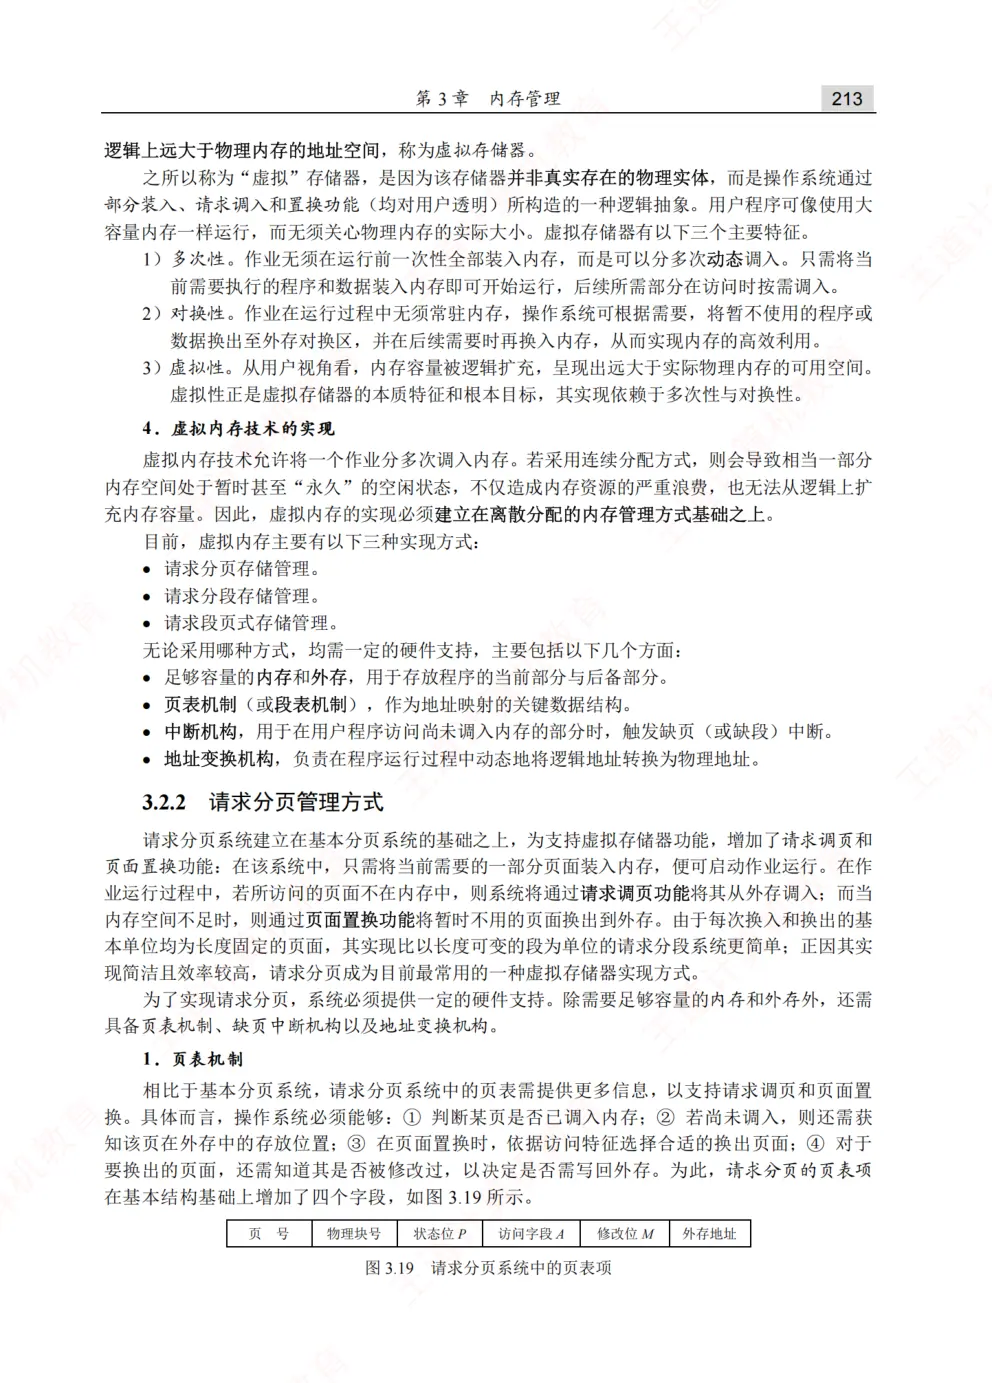 第 3 章 内存管理 213
逻辑上远大于物理内存的地址空间，称为虚拟存储器。
之所以称为“虚拟”存储器，是因为该存储器并非真实存在的物理实体，而是操作系统通过
部分装入、请求调入和置换功能（均对用户透明）所构造的一种逻辑抽象。用户程序可像使用大
容量内存一样运行，而无须关心物理内存的实际大小。虚拟存储器有以下三个主要特征。
1）多次性。作业无须在运行前一次性全部装入内存，而是可以分多次动态调入。只需将当
前需要执行的程序和数据装入内存即可开始运行，后续所需部分在访问时按需调入。
2）对换性。作业在运行过程中无须常驻内存，操作系统可根据需要，将暂不使用的程序或
数据换出至外存对换区，并在后续需要时再换入内存，从而实现内存的高效利用。
3）虚拟性。从用户视角看，内存容量被逻辑扩充，呈现出远大于实际物理内存的可用空间。
虚拟性正是虚拟存储器的本质特征和根本目标，其实现依赖于多次性与对换性。
4．虚拟内存技术的实现
虚拟内存技术允许将一个作业分多次调入内存。若采用连续分配方式，则会导致相当一部分
内存空间处于暂时甚至“永久”的空闲状态，不仅造成内存资源的严重浪费，也无法从逻辑上扩
充内存容量。因此，虚拟内存的实现必须建立在离散分配的内存管理方式基础之上。
目前，虚拟内存主要有以下三种实现方式：
• 请求分页存储管理。
• 请求分段存储管理。
• 请求段页式存储管理。
无论采用哪种方式，均需一定的硬件支持，主要包括以下几个方面：
• 足够容量的内存和外存，用于存放程序的当前部分与后备部分。
• 页表机制（或段表机制），作为地址映射的关键数据结构。
• 中断机构，用于在用户程序访问尚未调入内存的部分时，触发缺页（或缺段）中断。
• 地址变换机构，负责在程序运行过程中动态地将逻辑地址转换为物理地址。
3.2.2 请求分页管理方式
请求分页系统建立在基本分页系统的基础之上，为支持虚拟存储器功能，增加了请求调页和
页面置换功能：在该系统中，只需将当前需要的一部分页面装入内存，便可启动作业运行。在作
业运行过程中，若所访问的页面不在内存中，则系统将通过请求调页功能将其从外存调入；而当
内存空间不足时，则通过页面置换功能将暂时不用的页面换出到外存。由于每次换入和换出的基
本单位均为长度固定的页面，其实现比以长度可变的段为单位的请求分段系统更简单；正因其实
现简洁且效率较高，请求分页成为目前最常用的一种虚拟存储器实现方式。
为了实现请求分页，系统必须提供一定的硬件支持。除需要足够容量的内存和外存外，还需
具备页表机制、缺页中断机构以及地址变换机构。
1．页表机制
相比于基本分页系统，请求分页系统中的页表需提供更多信息，以支持请求调页和页面置
换。具体而言，操作系统必须能够：① 判断某页是否已调入内存；② 若尚未调入，则还需获
知该页在外存中的存放位置；③ 在页面置换时，依据访问特征选择合适的换出页面；④ 对于
要换出的页面，还需知道其是否被修改过，以决定是否需写回外存。为此，请求分页的页表项
在基本结构基础上增加了四个字段，如图 3.19 所示。
页 号 物理块号 状态位 P 访问字段 A 修改位 M 外存地址
图 3.19 请求分页系统中的页表项